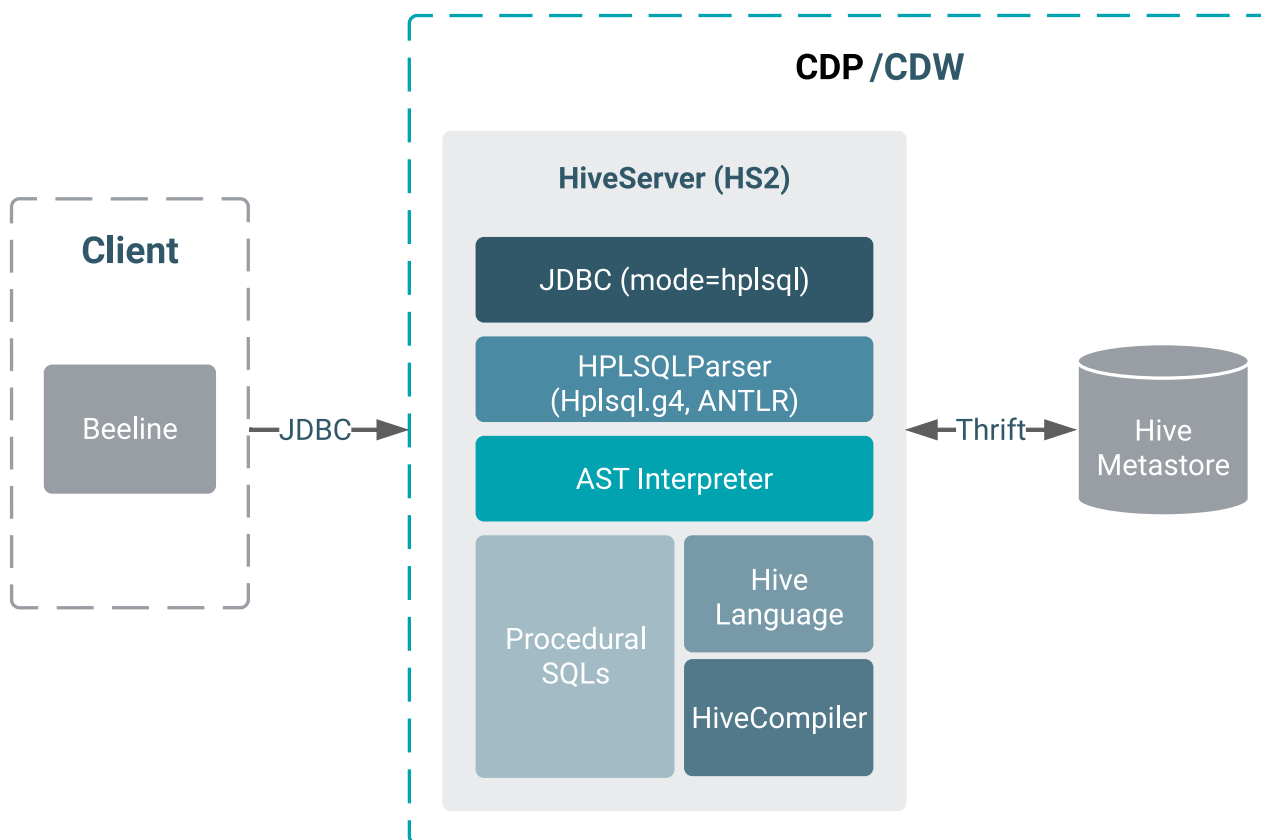 CDP /CDW
HiveServer (HS2)
Client
JDBC (mode=hplsql)
HPLSQLParser
(Hplsql.g4, ANTLR)
Beeline
JDBC
Thrift
Hive
Metastore
AST Interpreter
Procedural
SQLs
Hive
Language
HiveCompiler